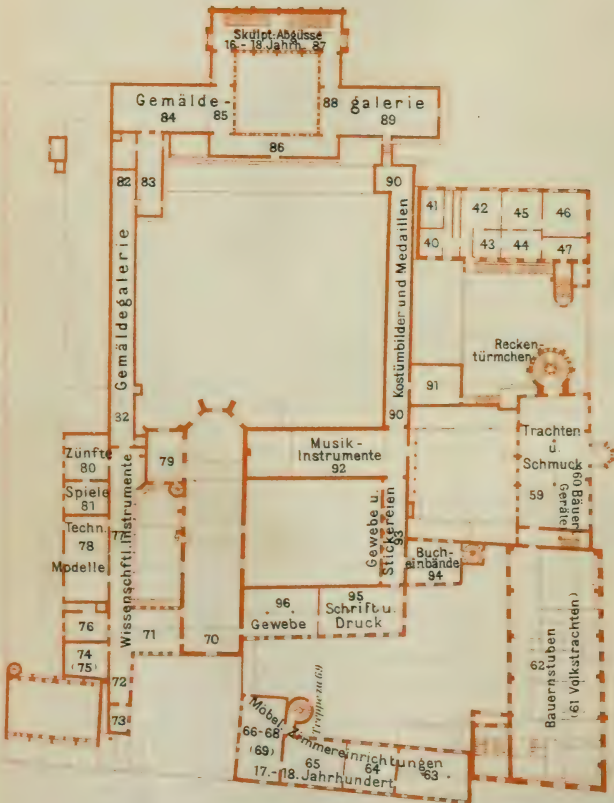 Skulpt.-Abgüsse
16.-18. Jahrh. 87
Gemälde-
84
85
88
galerie
89
86
82
83
Gemäldegalerie
82
90
Kostümbilder und Medaillen
90
41
42
45
46
40
43
44
47
Recken-
türmchen
91
Trachten
u.
Schmuck
59
60 Bauern
Geräte
Zünfte
80
79
Spiele
81
Techn.
78
Modelle
77
Wissenschftl. Instrumente
76
74
(75)
71
72
73
70
Musik-
Instrumente
92
Gewebe u.
Stickereien
93
Buch-
einbände
94
96
Gewebe
95
Schrift u.
Druck
Bauernstuben
62
(61 Volkstrachten)
Treppe zu 69
Möbel, Zimmereinrichtungen
66-68
(69)
65
64
63
17.-18. Jahrhundert